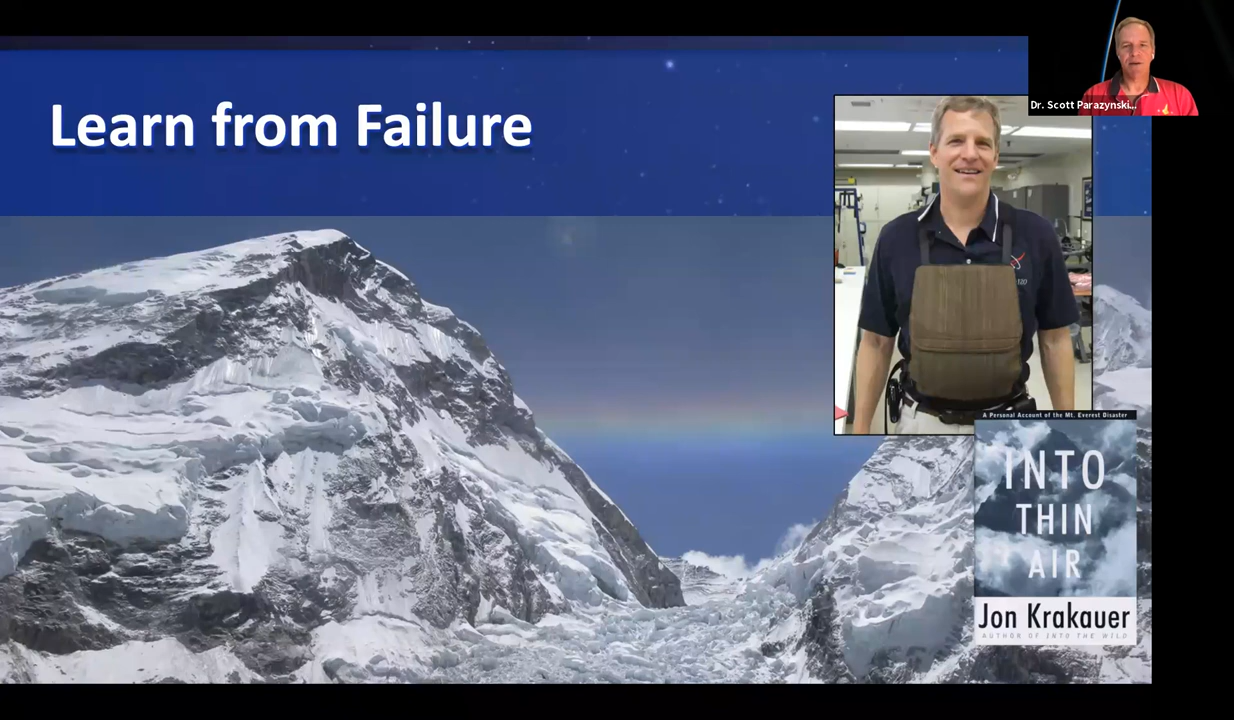 Learn from Failure
Dr. Scott Parazynski...
A Personal Account of the Mt. Everest Disaster
INTO
THIN
AIR
Jon Krakauer
AUTHOR OF INTO THE WILD